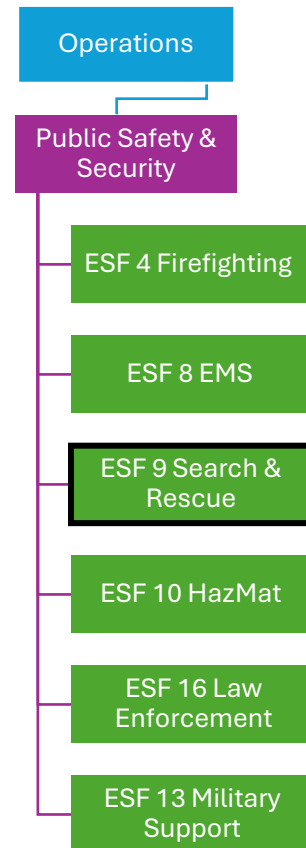 Operations
Public Safety &
Security
ESF 4 Firefighting
ESF 8 EMS
ESF 9 Search &
Rescue
ESF 10 HazMat
ESF 16 Law
Enforcement
ESF 13 Military
Support